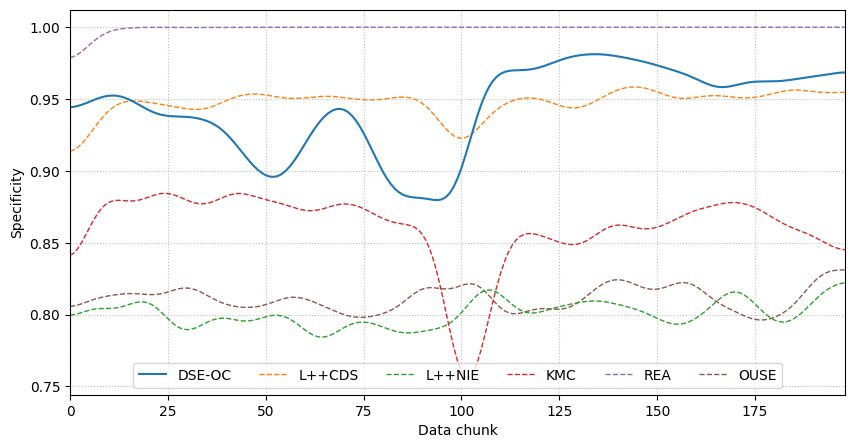 1.00
0.95
0.90
0.85
0.80
0.75
Specificity
0 25 50 75 100 125 150 175
Data chunk
DSE-OC L++CDS L++NIE KMC REA OUSE